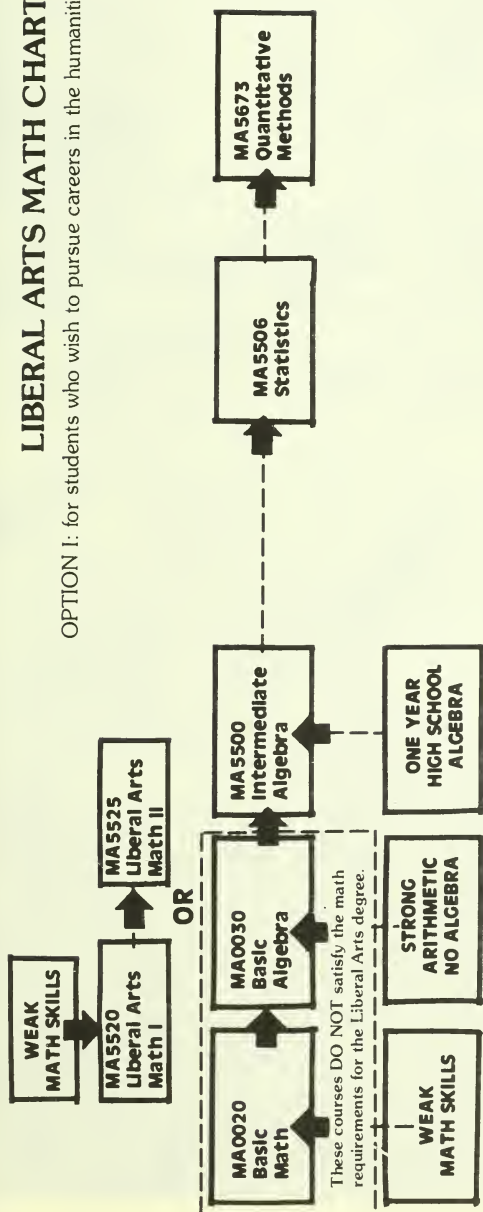 LIBERAL ARTS MATH CHART
OPTION I: for students who wish to pursue careers in the
WEAK
MATH SKILLS
MA5520
Liberal Arts
Math I
MA5525
Liberal Arts
Math II
OR
MA0020
Basic
Math
MA0030
Basic
Algebra
MA5500
Intermediate
Algebra
MA5506
Statistics
MA5673
Quantitative
Methods
These courses DO NOT satisfy the math
requirements for the Liberal Arts degree.
WEAK
MATH SKILLS
STRONG
ARITHMETIC
NO ALGEBRA
ONE YEAR
HIGH SCHOOL
ALGEBRA